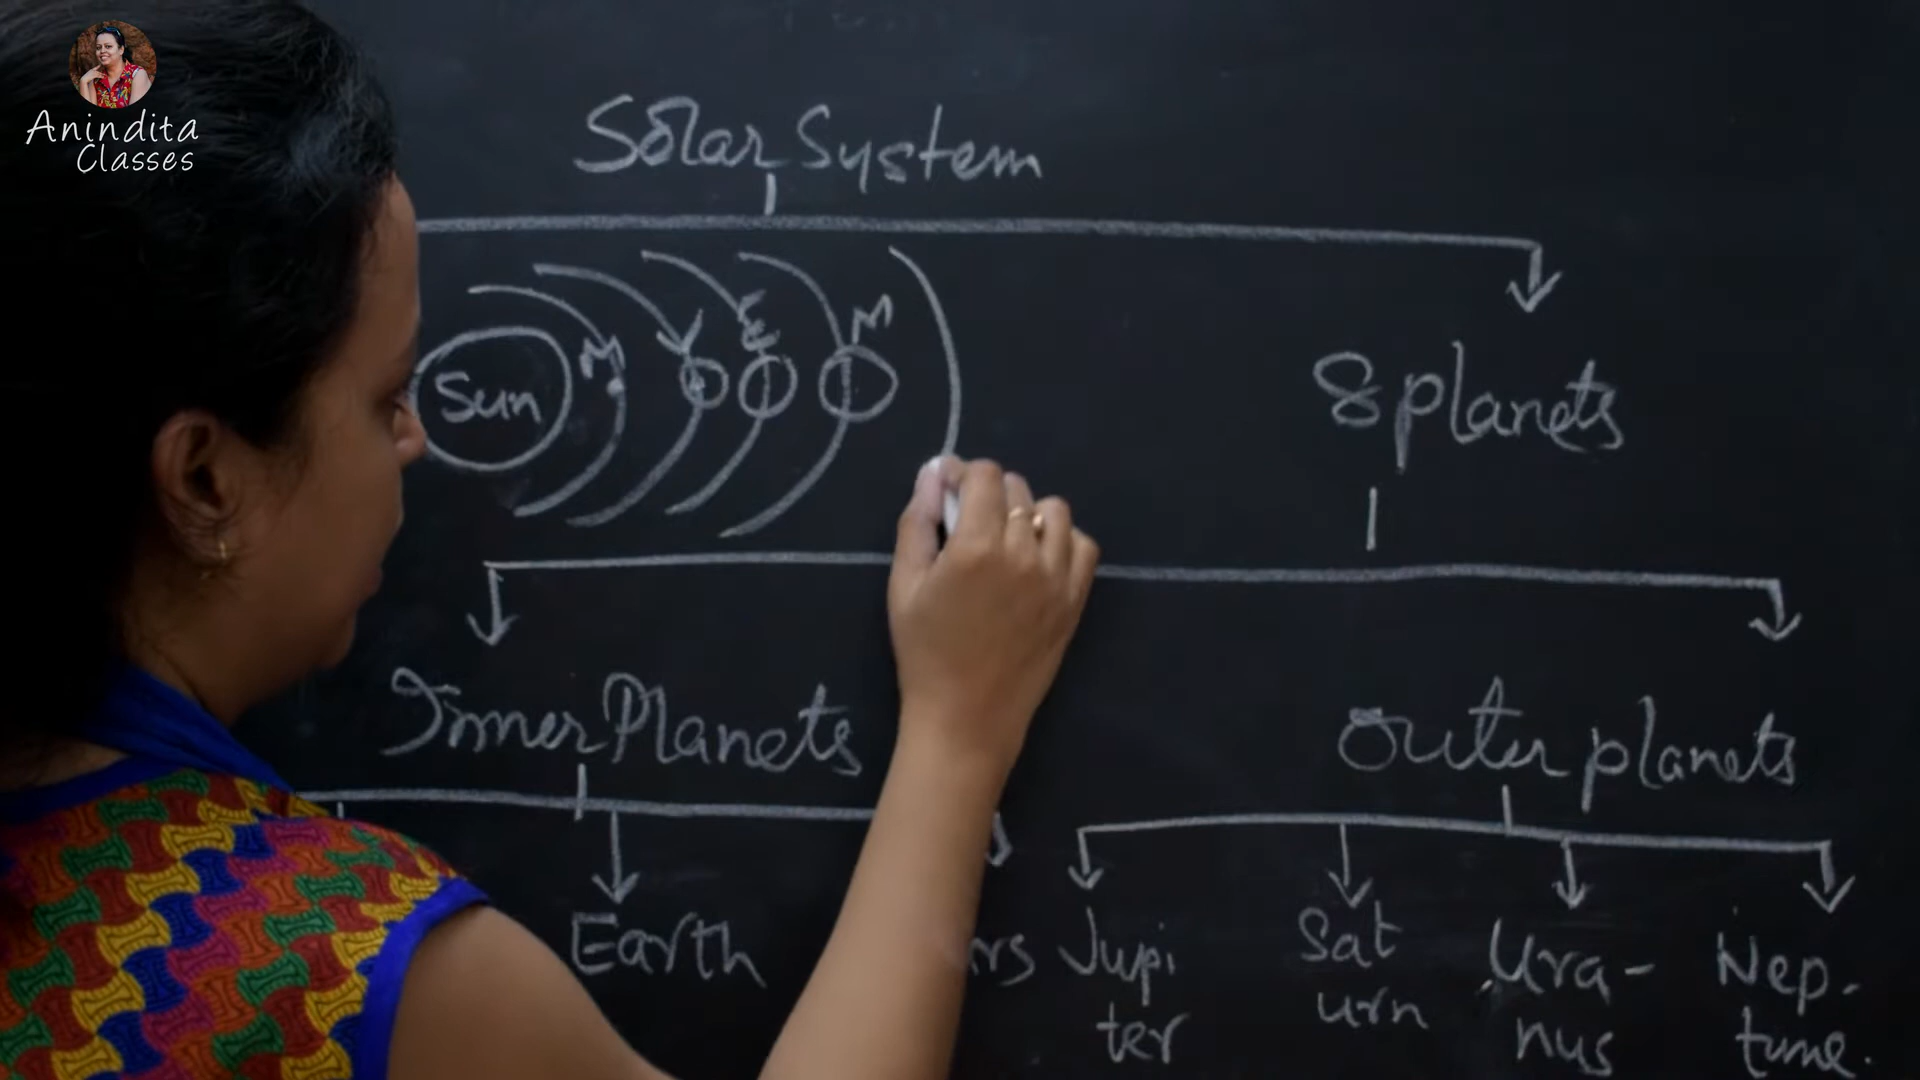 Anindita
Classes
Solar System
Sun
M
V
E
M
8 planets
Inner Planets
Outer planets
Earth
rs
Jupi
ter
Sat
urn
Ura-
nus
Nep-
tune.